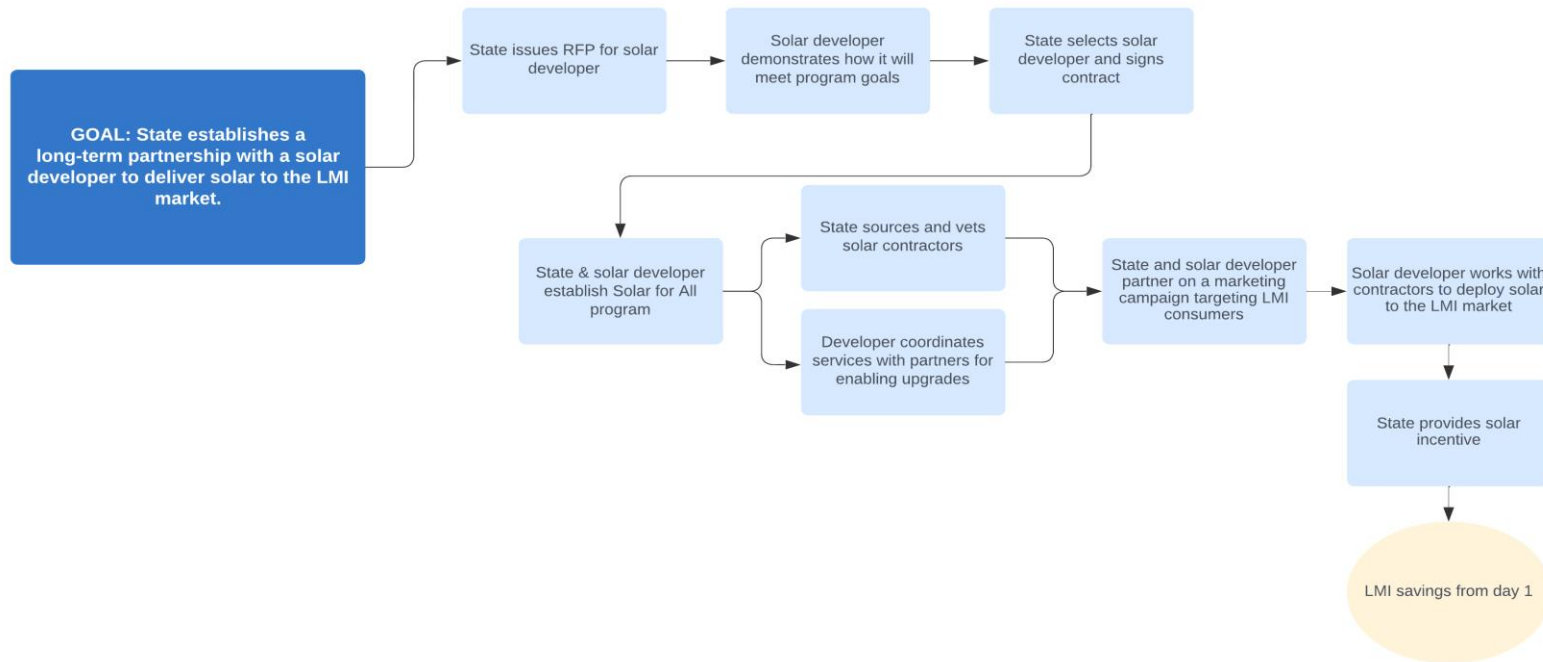 State issues RFP for solar
developer
Solar developer
demonstrates how it will
meet program goals
State selects solar
developer and signs
contract
GOAL: State establishes a
long-term partnership with a solar
developer to deliver solar to the LMI
market.
State & solar developer
establish Solar for All
program
State sources and vets
solar contractors
Developer coordinates
services with partners for
enabling upgrades
State and solar developer
partner on a marketing
campaign targeting LMI
consumers
Solar developer works with
contractors to deploy solar
to the LMI market
State provides solar
incentive
LMI savings from day 1